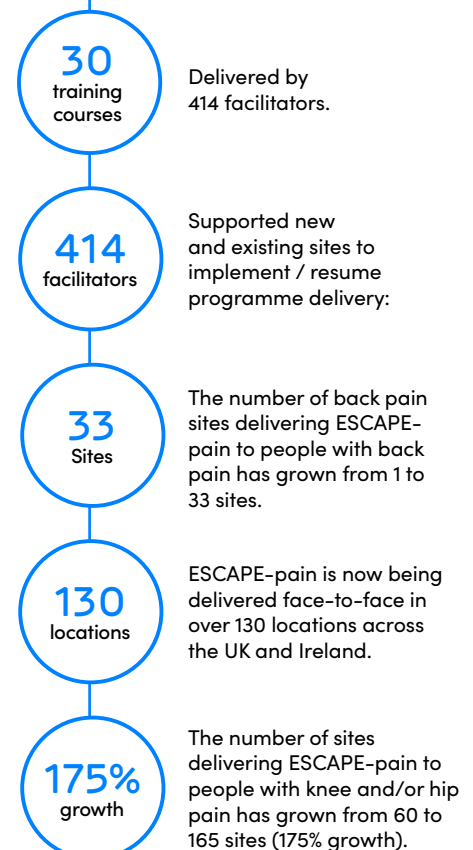 30
training
courses
Delivered by
414 facilitators.
414
facilitators
Supported new
and existing sites to
implement / resume
programme delivery:
33
Sites
The number of back pain
sites delivering ESCAPE-
pain to people with back
pain has grown from 1 to
33 sites.
130
locations
ESCAPE-pain is now being
delivered face-to-face in
over 130 locations across
the UK and Ireland.
175%
growth
The number of sites
delivering ESCAPE-pain to
people with knee and/or hip
pain has grown from 60 to
165 sites (175% growth).